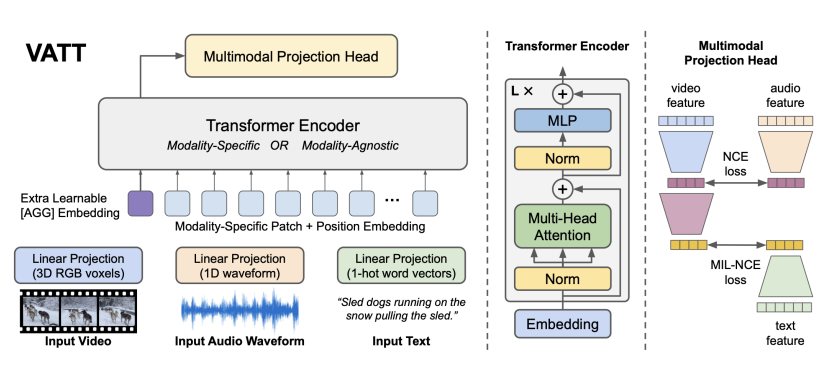 VATT
Multimodal Projection Head
Transformer Encoder
Modality-Specific OR Modality-Agnostic
Extra Learnable
[AGG] Embedding
...
Modality-Specific Patch + Position Embedding
Linear Projection
(3D RGB voxels)
Linear Projection
(1D waveform)
Linear Projection
(1-hot word vectors)
“Sled dogs running on the
snow pulling the sled.”
Input Video
Input Audio Waveform
Input Text
Transformer Encoder
L ×
+
MLP
Norm
+
Multi-Head
Attention
Norm
Embedding
Multimodal
Projection Head
video
feature
audio
feature
NCE
loss
MIL-NCE
loss
text
feature